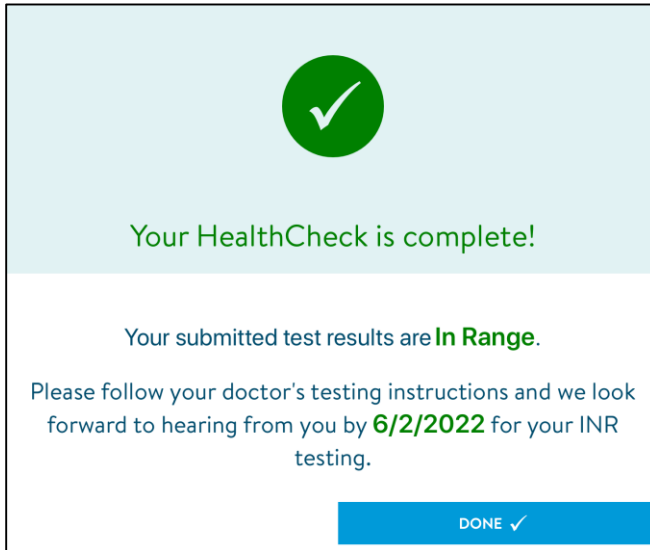 Your HealthCheck is complete!
Your submitted test results are In Range.
Please follow your doctor's testing instructions and we look
forward to hearing from you by 6/2/2022 for your INR
testing.
DONE ✓